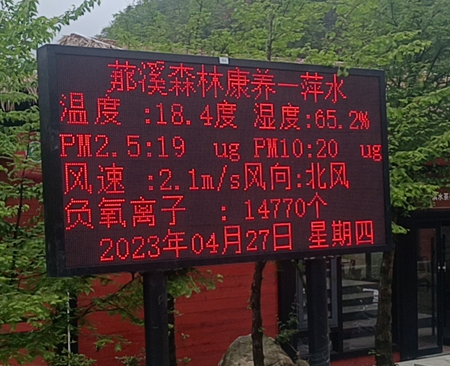 蓈溪森林康养一萍水
温度 :18.4度 湿度:65.2%
PM2.5:19 ug PM10:20 ug
风速 :2.1m/s风向:北风
负氧离子 :14770个
2023年04月27日 星期四